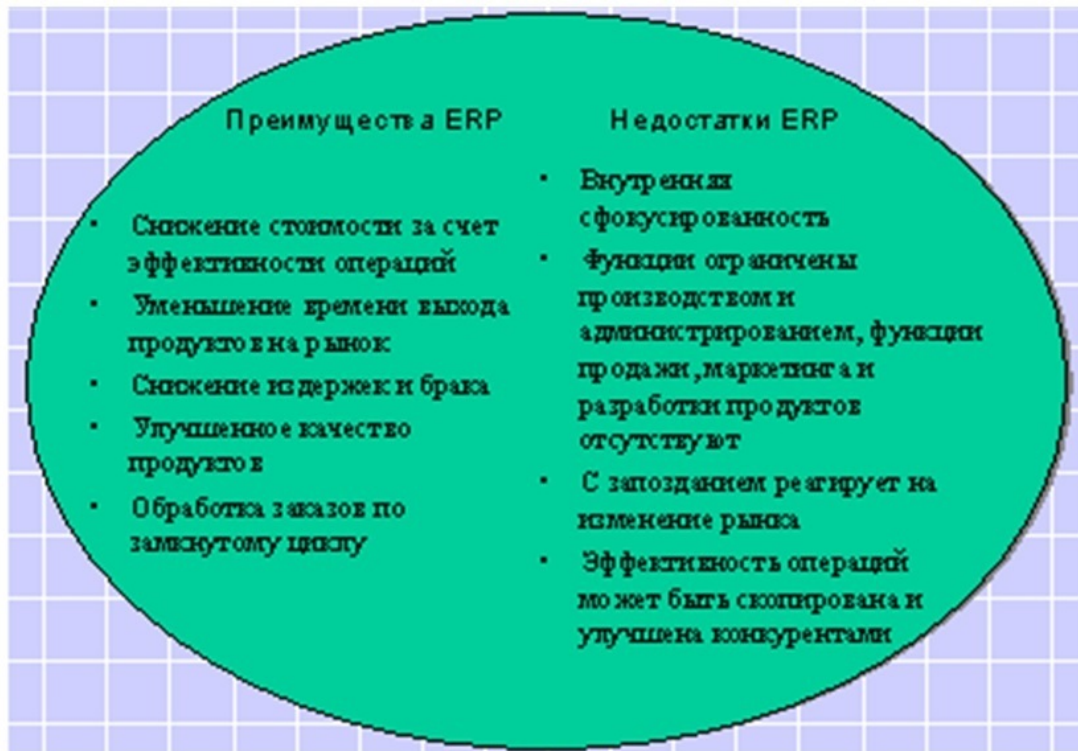 Преимущества ERP
· Снижение стоимости за счет
эффективности операций
· Уменьшение времени выхода
продуктов на рынок
· Снижение издержек и брака
· Улучшенное качество
продуктов
· Обработка заказов по
замкнутому циклу
Недостатки ERP
· Внутренняя
сфокусированность
· Функции ограничены
производством и
администрированием, функции
продажи, маркетинга и
разработки продуктов
отсутствуют
· С запозданием реагирует на
изменение рынка
· Эффективность операций
может быть скопирована и
улучшена конкурентами